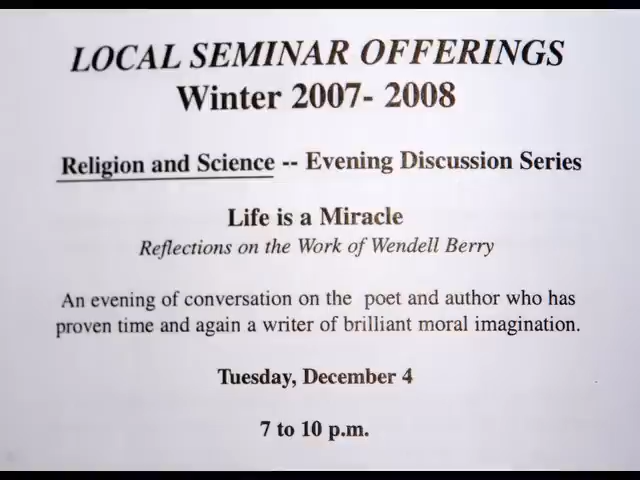 LOCAL SEMINAR OFFERINGS
Winter 2007- 2008
Religion and Science -- Evening Discussion Series
Life is a Miracle
Reflections on the Work of Wendell Berry
An evening of conversation on the poet and author who has
proven time and again a writer of brilliant moral imagination.
Tuesday, December 4
7 to 10 p.m.